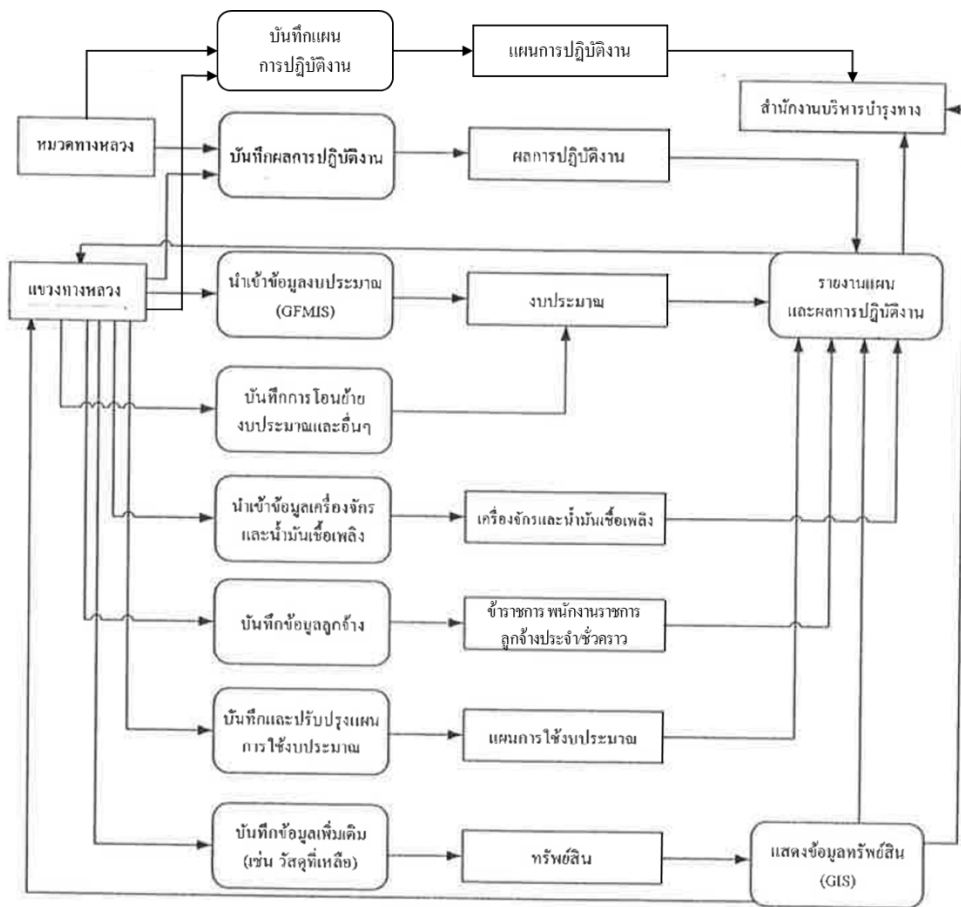 บันทึกแผน
การปฏิบัติงาน
แผนการปฏิบัติงาน
สำนักงานบริหารบำรุงทาง
หมวดทางหลวง
บันทึกผลการปฏิบัติงาน
ผลการปฏิบัติงาน
แขวงทางหลวง
นำเข้าข้อมูลงบประมาณ
(GFMIS)
งบประมาณ
รายงานแผน
และผลการปฏิบัติงาน
บันทึกการโอนย้าย
งบประมาณและอื่นๆ
นำเข้าข้อมูลเครื่องจักร
และน้ำมันเชื้อเพลิง
เครื่องจักรและน้ำมันเชื้อเพลิง
บันทึกข้อมูลลูกจ้าง
ข้าราชการ พนักงานราชการ
ลูกจ้างประจำ/ชั่วคราว
บันทึกและปรับปรุงแผน
การใช้งบประมาณ
แผนการใช้งบประมาณ
บันทึกข้อมูลเพิ่มเติม
(เช่น วัสดุที่เหลือ)
ทรัพย์สิน
แสดงข้อมูลทรัพย์สิน
(GIS)